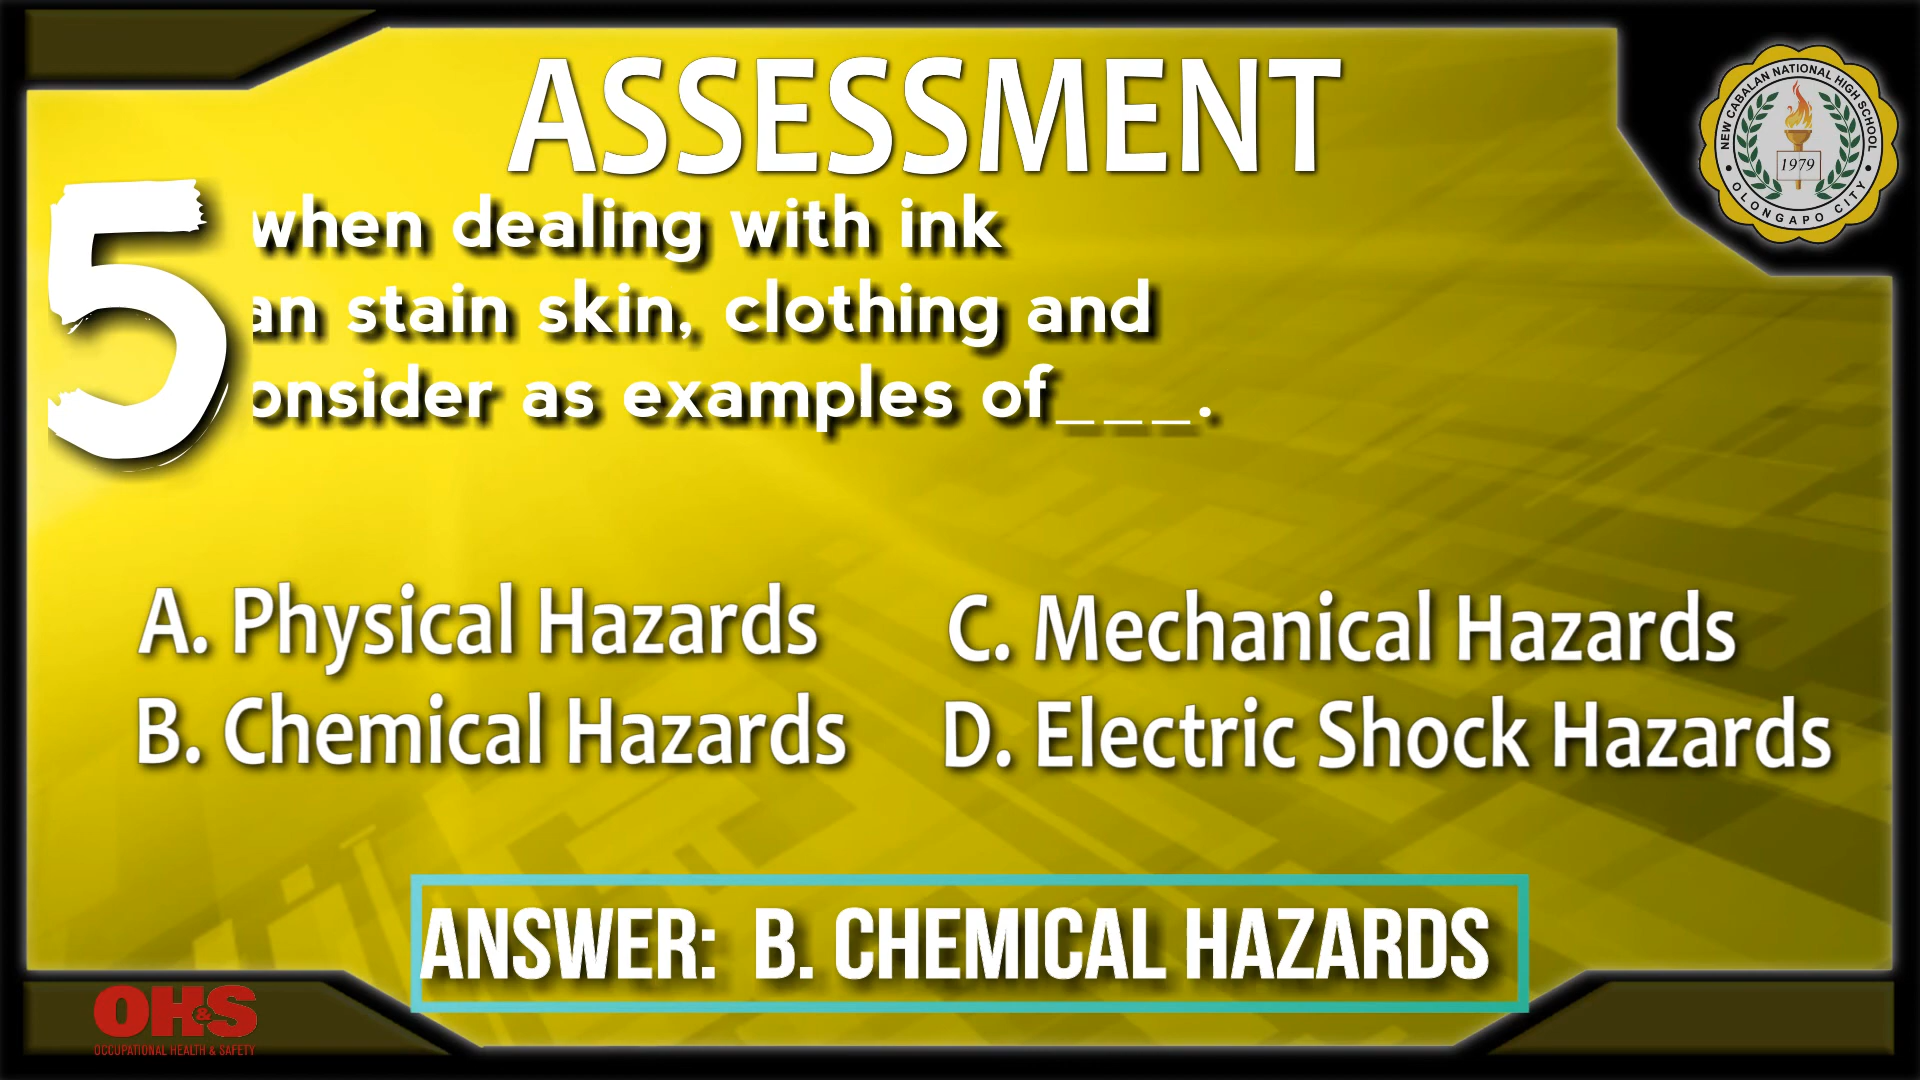 ASSESSMENT
5
when dealing with ink
an stain skin, clothing and
onsider as examples of___.
A. Physical Hazards
B. Chemical Hazards
C. Mechanical Hazards
D. Electric Shock Hazards
ANSWER: B. CHEMICAL HAZARDS
NEW CABALAN NATIONAL HIGH SCHOOL
1979
• OLONGAPO CITY •
OH&S
OCCUPATIONAL HEALTH & SAFETY